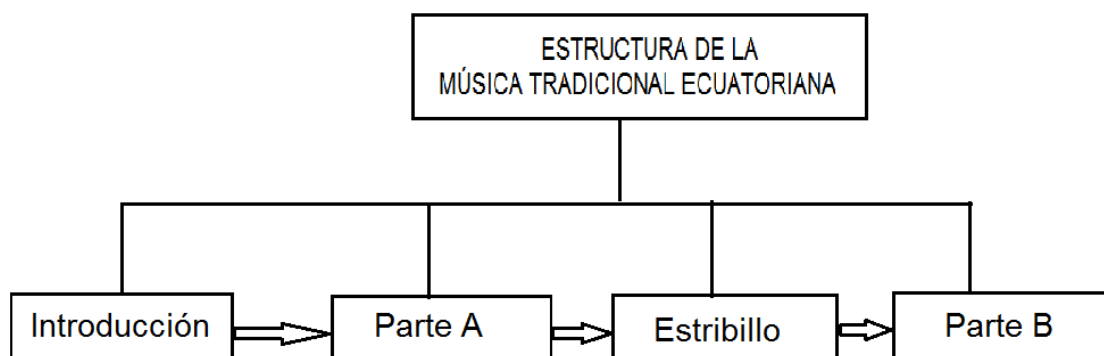 ESTRUCTURA DE LA
MÚSICA TRADICIONAL ECUATORIANA
Introducción
Parte A
Estribillo
Parte B